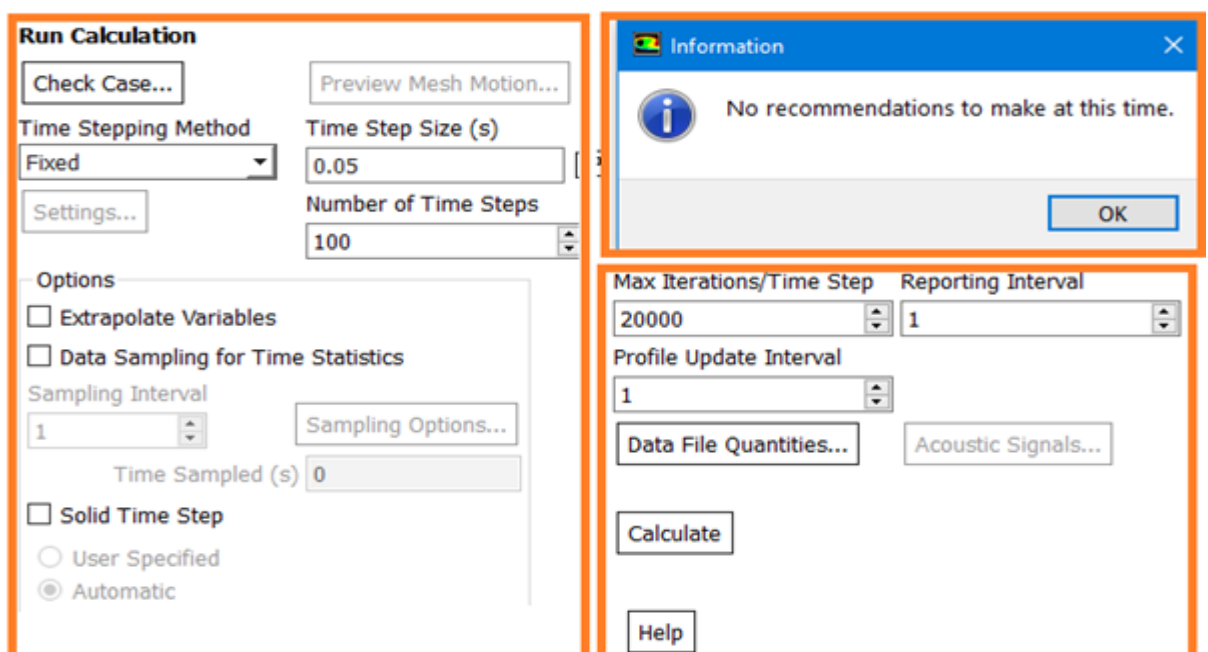 Run Calculation
Check Case...
Preview Mesh Motion...
Time Stepping Method
Time Step Size (s)
Fixed
0.05
Settings...
Number of Time Steps
100
Options
Extrapolate Variables
Data Sampling for Time Statistics
Sampling Interval
1
Sampling Options...
Time Sampled (s) 0
Solid Time Step
User Specified
Automatic
Information
No recommendations to make at this time.
OK
Max Iterations/Time Step
Reporting Interval
20000
1
Profile Update Interval
1
Data File Quantities...
Acoustic Signals...
Calculate
Help